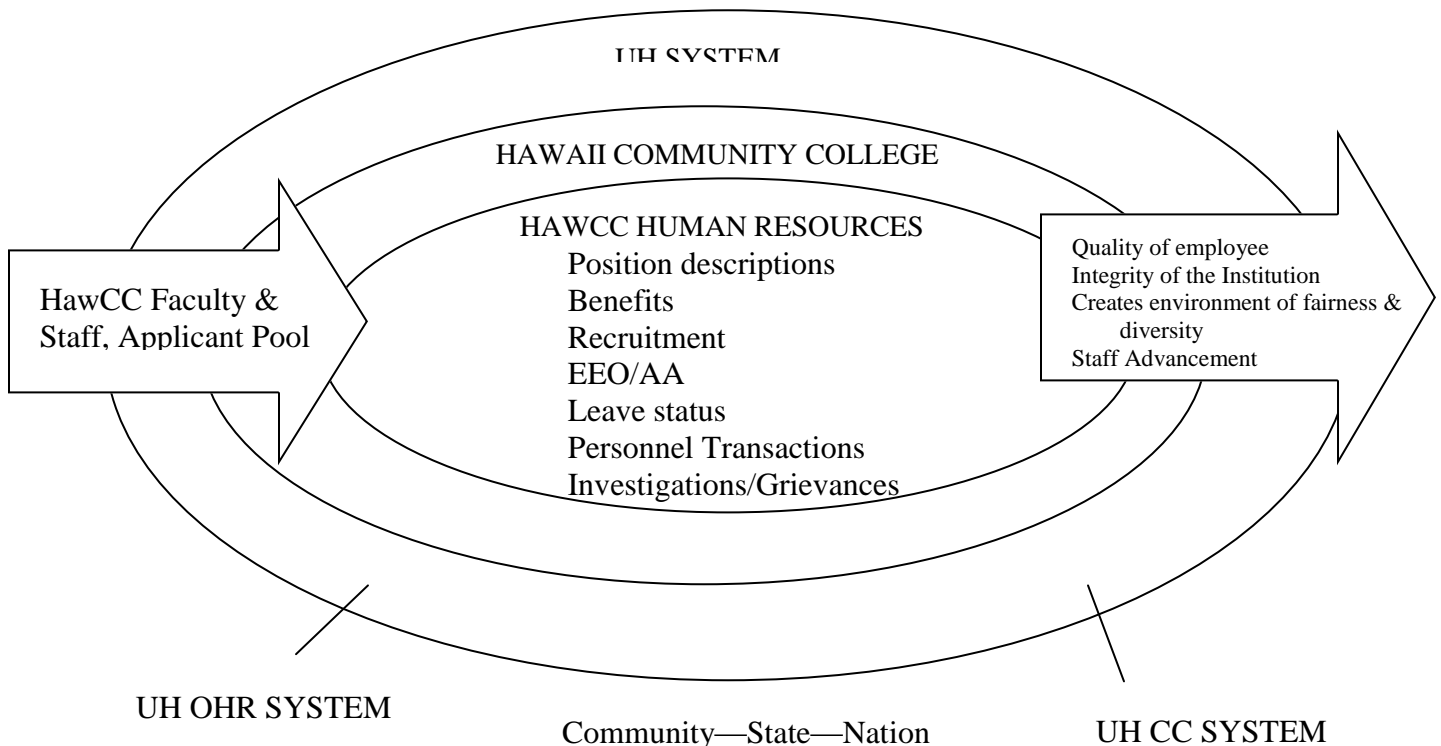 UH SYSTEM
HAWAII COMMUNITY COLLEGE
HAWCC HUMAN RESOURCES
Position descriptions
Benefits
Recruitment
EEO/AA
Leave status
Personnel Transactions
Investigations/Grievances
HawCC Faculty &
Staff, Applicant Pool
Quality of employee
Integrity of the Institution
Creates environment of fairness &
diversity
Staff Advancement
UH OHR SYSTEM
Community—State—Nation
UH CC SYSTEM